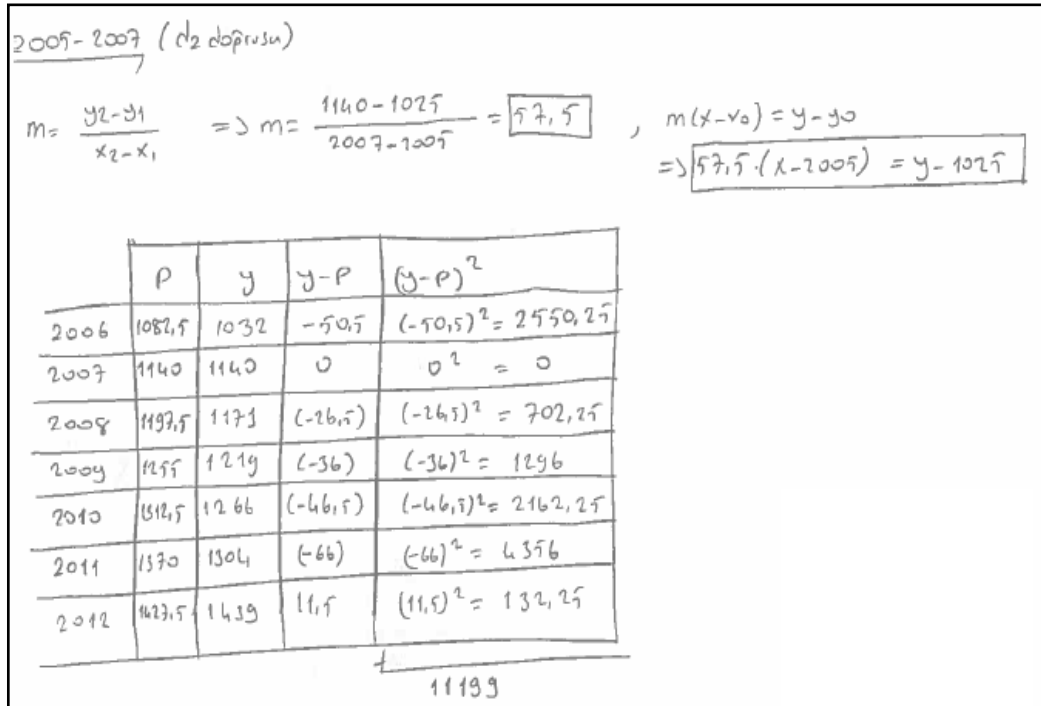 2005-2007 (d2 doğrusu)
m = y2-y1 / x2-x1 => m = 1140-1025 / 2007-2005 = 57,5 , m(x-x0) = y-y0
=> 57,5.(x-2005) = y-1025
P y y-P (y-P)²
2006 1082,5 1032 -50,5 (-50,5)² = 2550,25
2007 1140 1140 0 0² = 0
2008 1197,5 1171 (-26,5) (-26,5)² = 702,25
2009 1255 1219 (-36) (-36)² = 1296
2010 1312,5 1266 (-46,5) (-46,5)² = 2162,25
2011 1370 1304 (-66) (-66)² = 4356
2012 1427,5 1439 11,5 (11,5)² = 132,25
11199